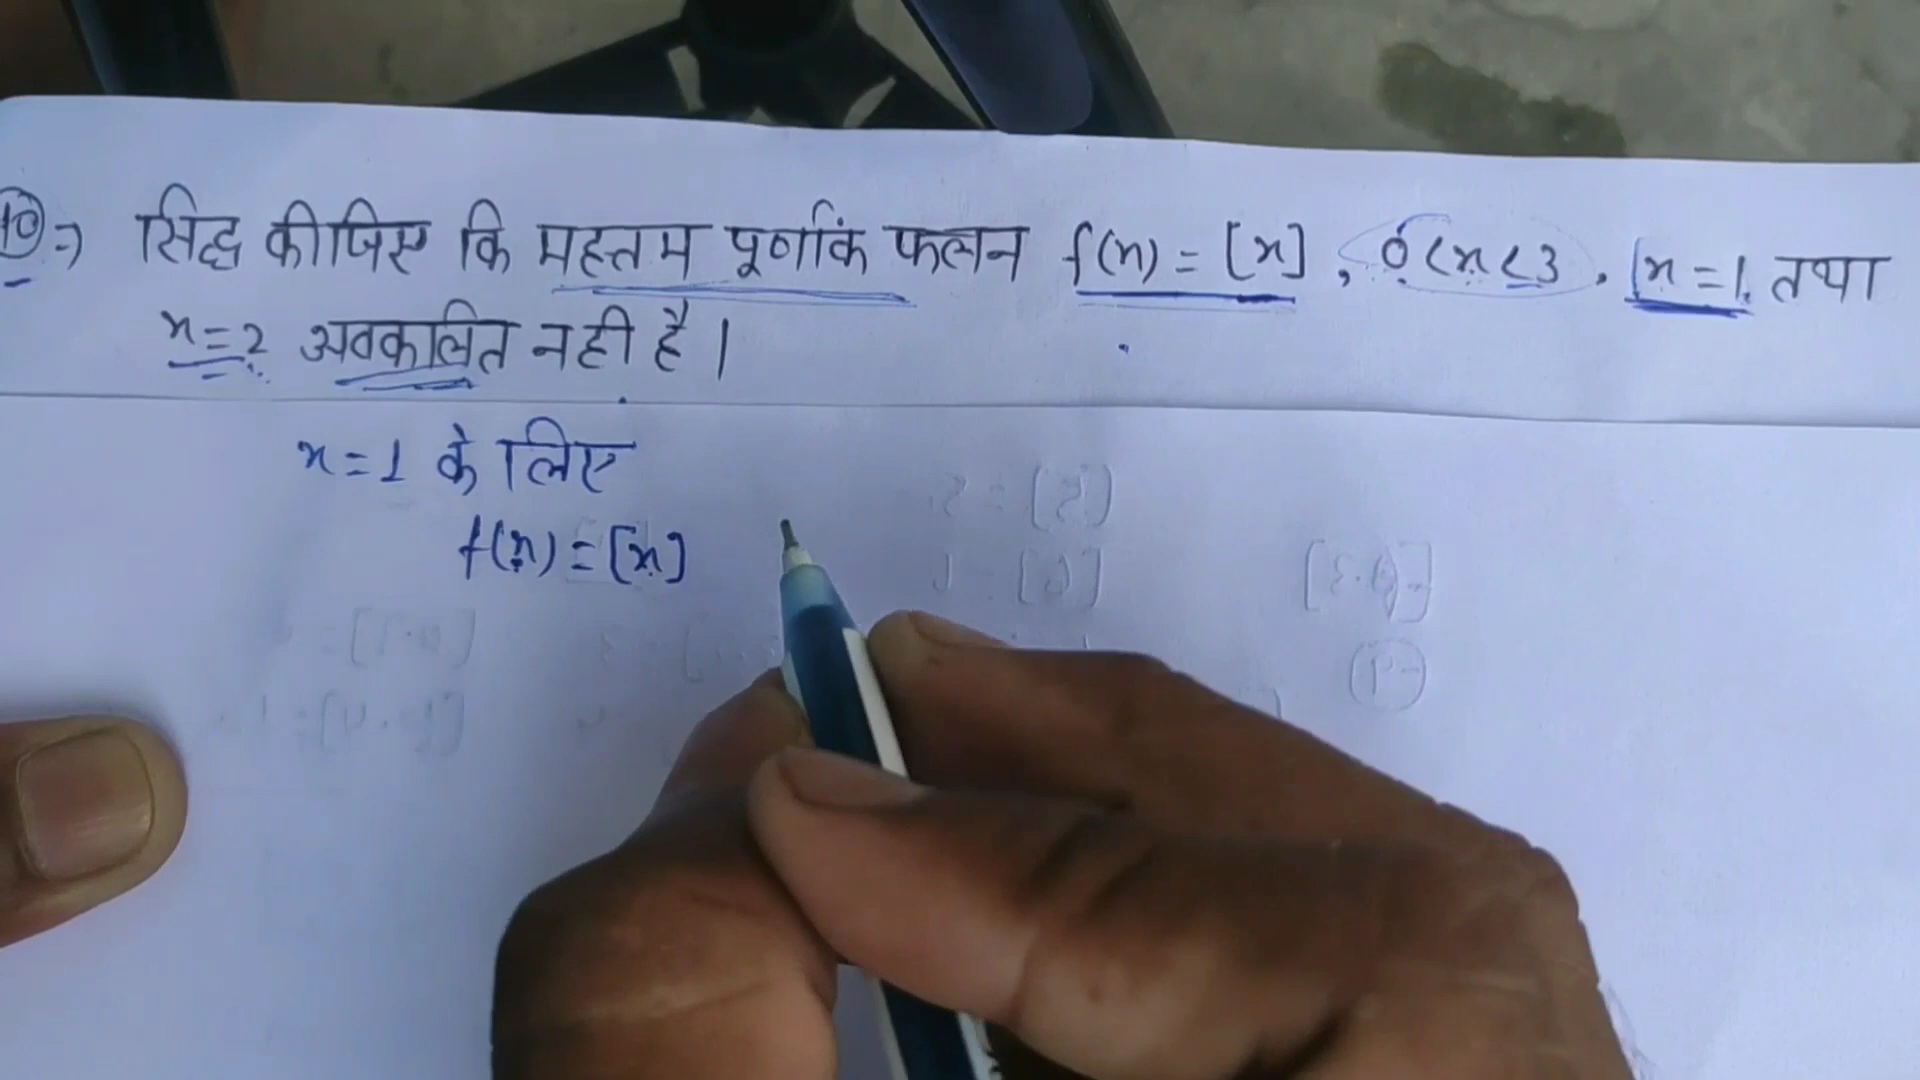 10 => सिद्ध कीजिए कि महत्तम पूर्णांक फलन f(x) = [x], 0<x<3, x=1 तथा
x=2 अवकलित नही है।
x=1 के लिए
f(x) = [x]